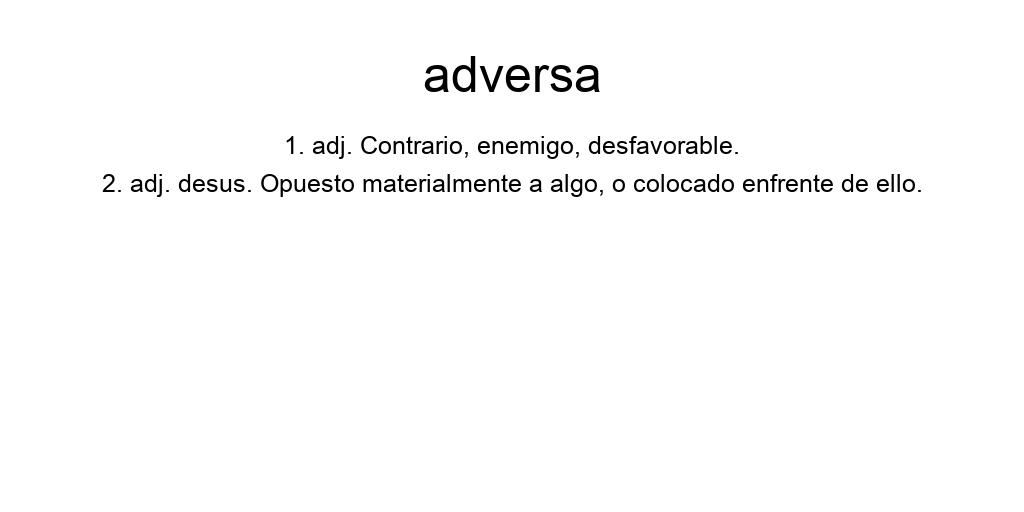 adversa
1. adj. Contrario, enemigo, desfavorable.
2. adj. desus. Opuesto materialmente a algo, o colocado enfrente de ello.